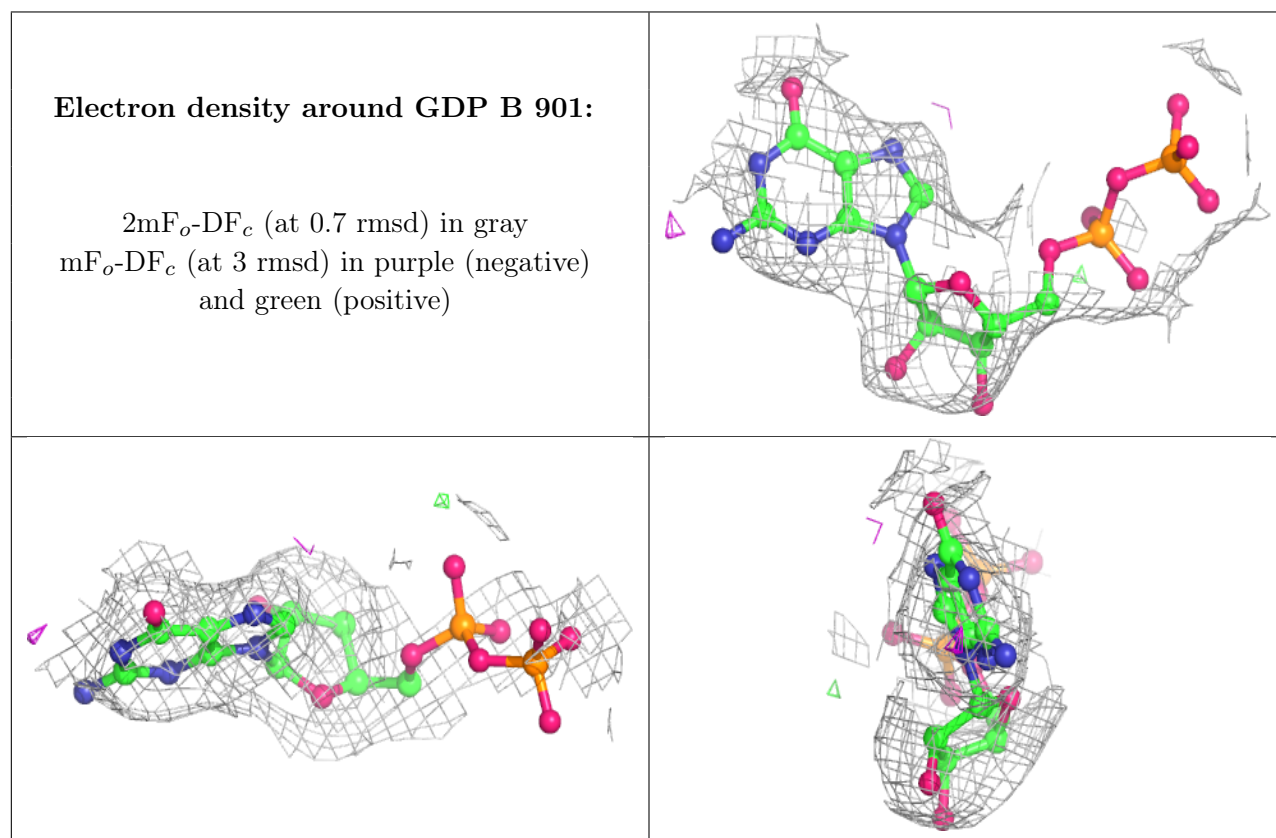 Electron density around GDP B 901:
2mFo-DFc (at 0.7 rmsd) in gray
mFo-DFc (at 3 rmsd) in purple (negative)
and green (positive)